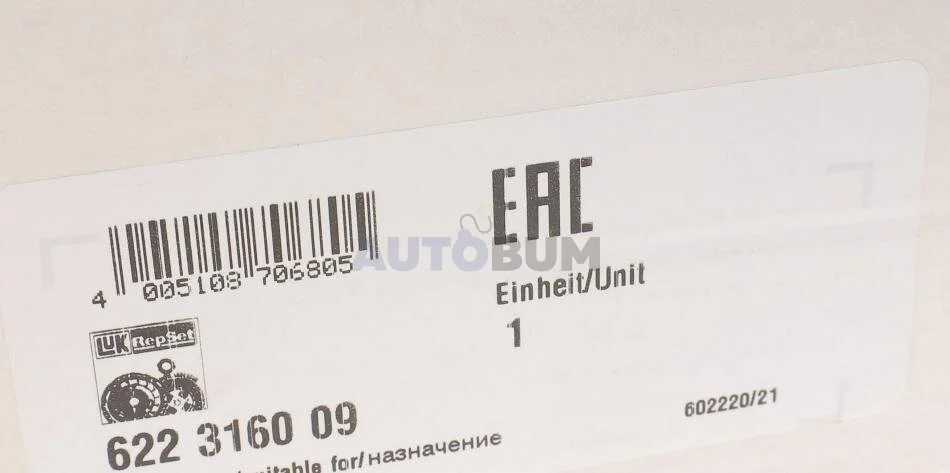 EAC
4 005108 706805
AUTOBUM
Einheit/Unit
1
LUK RepSet
622 3160 09
602220/21
suitable for/назначение